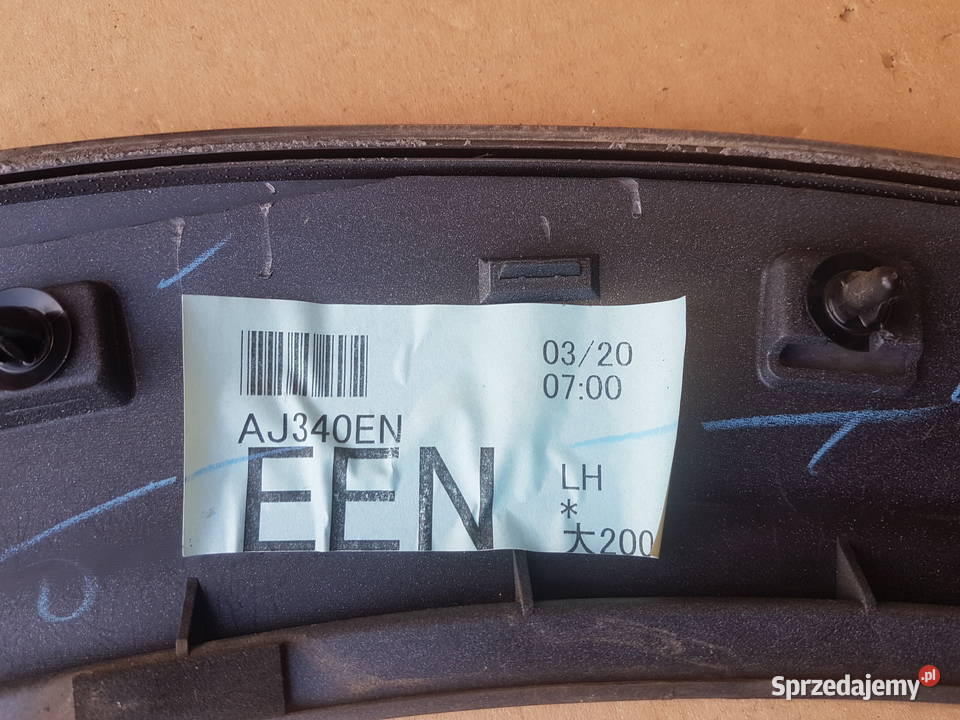 03/20
07:00
AJ340EN
EEN
LH
*
大200
Sprzedajemy.pl